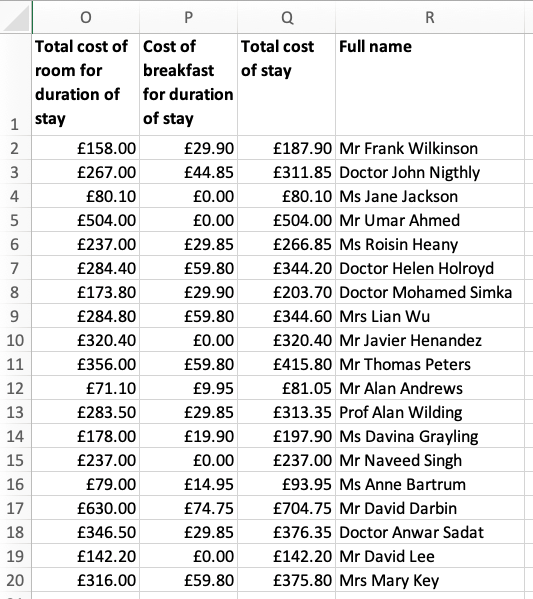 O P Q R
1 Total cost of room for duration of stay Cost of breakfast for duration of stay Total cost of stay Full name
2 £158.00 £29.90 £187.90 Mr Frank Wilkinson
3 £267.00 £44.85 £311.85 Doctor John Nigthly
4 £80.10 £0.00 £80.10 Ms Jane Jackson
5 £504.00 £0.00 £504.00 Mr Umar Ahmed
6 £237.00 £29.85 £266.85 Ms Roisin Heany
7 £284.40 £59.80 £344.20 Doctor Helen Holroyd
8 £173.80 £29.90 £203.70 Doctor Mohamed Simka
9 £284.80 £59.80 £344.60 Mrs Lian Wu
10 £320.40 £0.00 £320.40 Mr Javier Henandez
11 £356.00 £59.80 £415.80 Mr Thomas Peters
12 £71.10 £9.95 £81.05 Mr Alan Andrews
13 £283.50 £29.85 £313.35 Prof Alan Wilding
14 £178.00 £19.90 £197.90 Ms Davina Grayling
15 £237.00 £0.00 £237.00 Mr Naveed Singh
16 £79.00 £14.95 £93.95 Ms Anne Bartrum
17 £630.00 £74.75 £704.75 Mr David Darbin
18 £346.50 £29.85 £376.35 Doctor Anwar Sadat
19 £142.20 £0.00 £142.20 Mr David Lee
20 £316.00 £59.80 £375.80 Mrs Mary Key